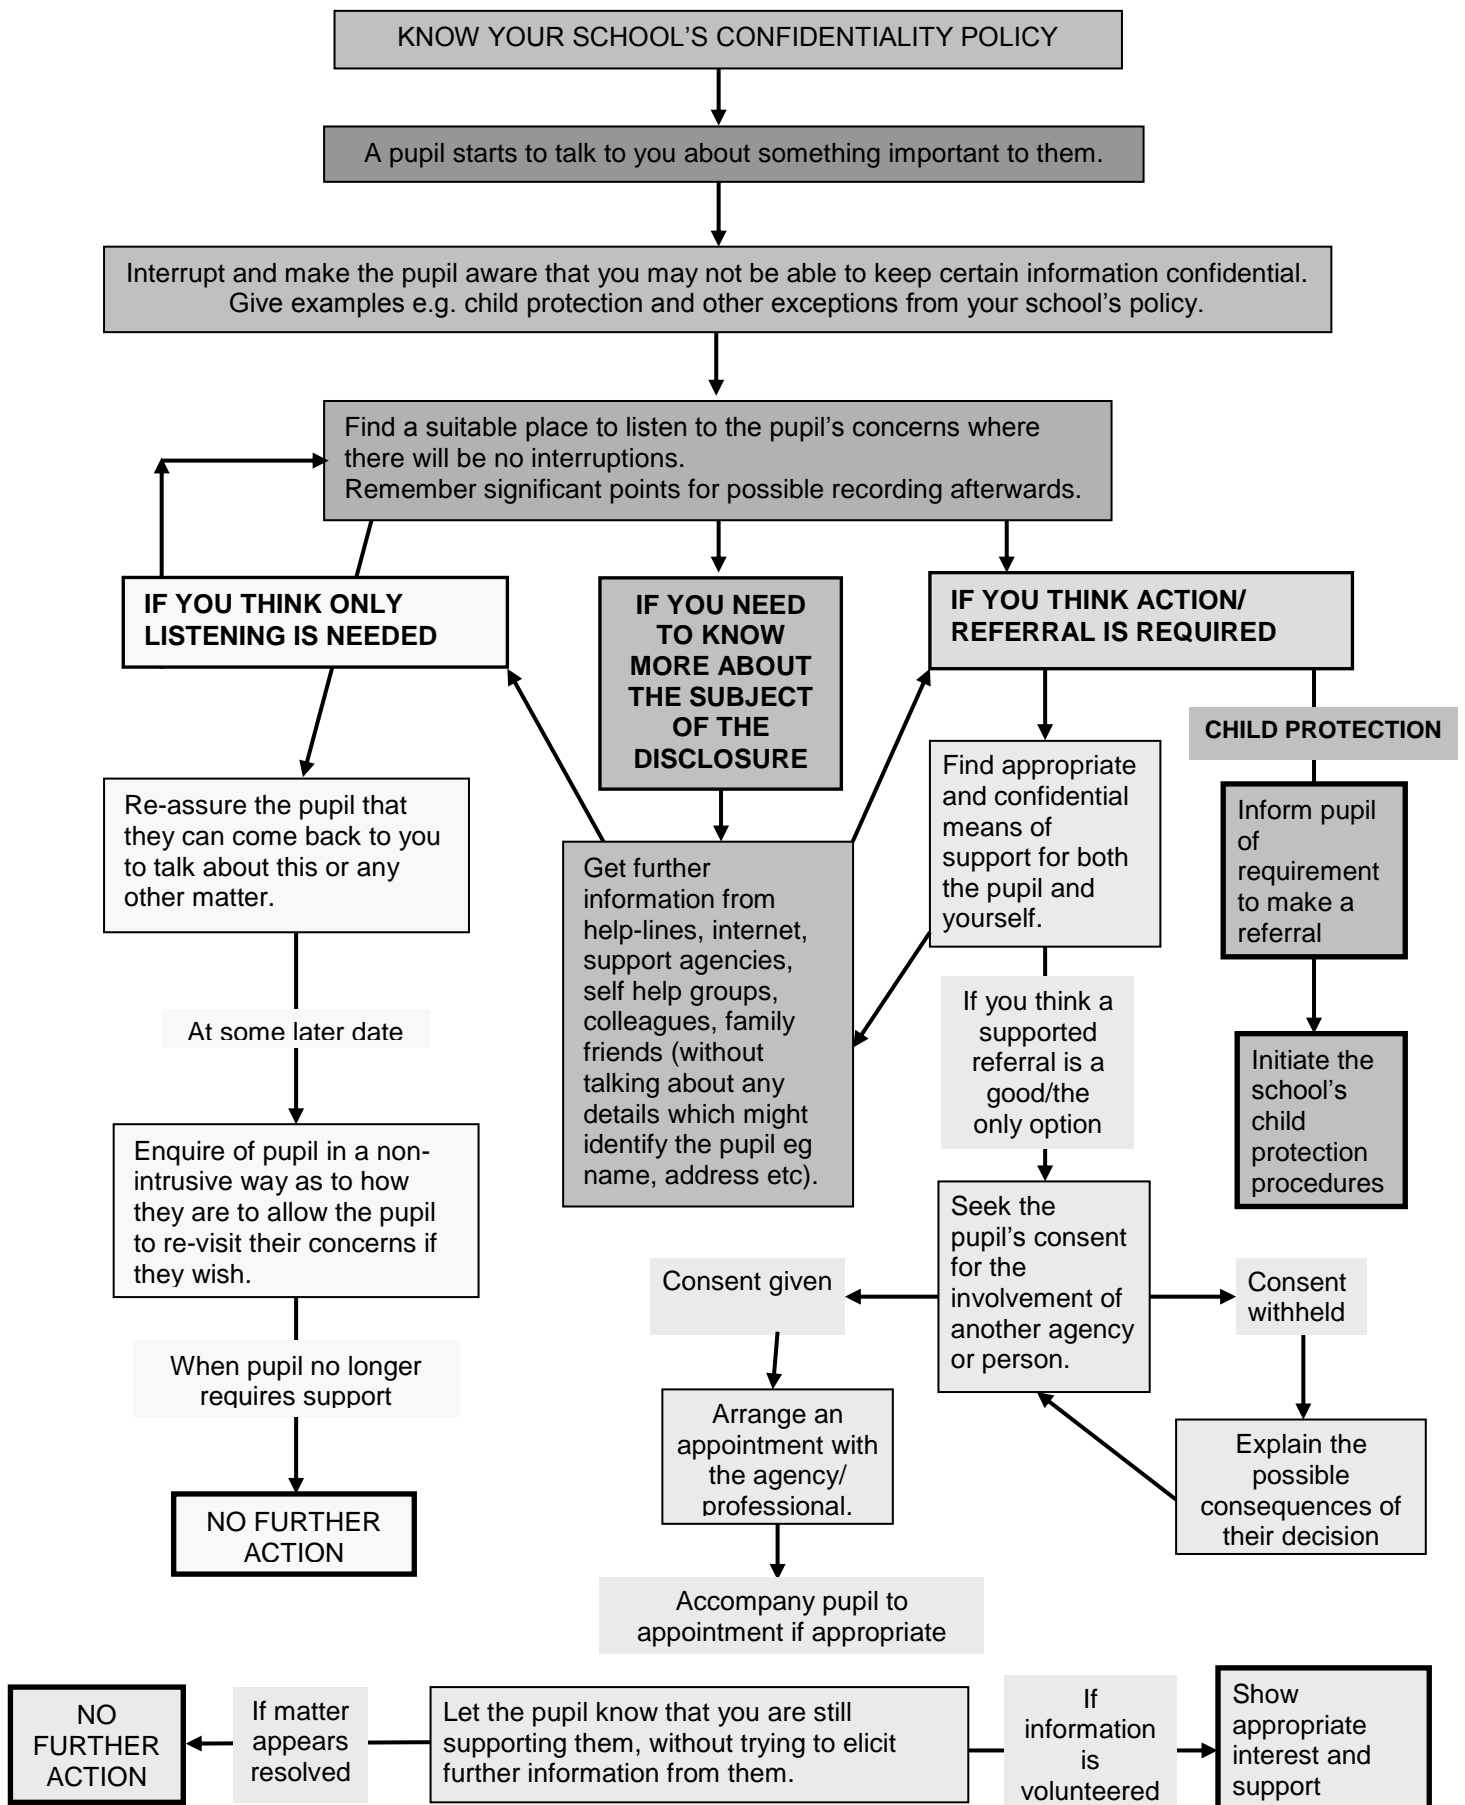 KNOW YOUR SCHOOL’S CONFIDENTIALITY POLICY
A pupil starts to talk to you about something important to them.
Interrupt and make the pupil aware that you may not be able to keep certain information confidential.
Give examples e.g. child protection and other exceptions from your school’s policy.
Find a suitable place to listen to the pupil’s concerns where
there will be no interruptions.
Remember significant points for possible recording afterwards.
IF YOU THINK ONLY
LISTENING IS NEEDED
Re-assure the pupil that
they can come back to you
to talk about this or any
other matter.
At some later date
Enquire of pupil in a non-
intrusive way as to how
they are to allow the pupil
to re-visit their concerns if
they wish.
When pupil no longer
requires support
NO FURTHER
ACTION
IF YOU NEED
TO KNOW
MORE ABOUT
THE SUBJECT
OF THE
DISCLOSURE
Get further
information from
help-lines, internet,
support agencies,
self help groups,
colleagues, family
friends (without
talking about any
details which might
identify the pupil eg
name, address etc).
IF YOU THINK ACTION/
REFERRAL IS REQUIRED
Find appropriate
and confidential
means of
support for both
the pupil and
yourself.
If you think a
supported
referral is a
good/the
only option
Seek the
pupil’s consent
for the
involvement of
another agency
or person.
CHILD PROTECTION
Inform pupil
of
requirement
to make a
referral
Initiate the
school’s
child
protection
procedures
Consent given
Arrange an
appointment with
the agency/
professional.
Accompany pupil to
appointment if appropriate
Consent
withheld
Explain the
possible
consequences of
their decision
NO
FURTHER
ACTION
If matter
appears
resolved
Let the pupil know that you are still
supporting them, without trying to elicit
further information from them.
If
information
is
volunteered
Show
appropriate
interest and
support